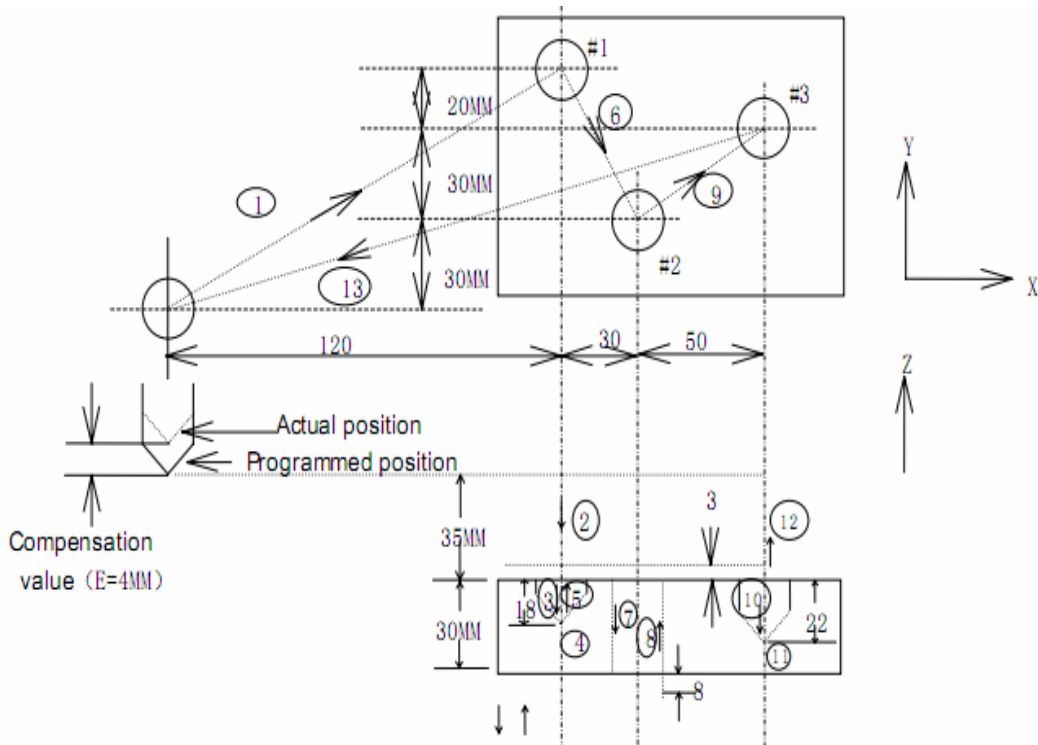 #1
20MM
#3
6
Y
1
30MM
9
#2
13
30MM
X
120
30
50
Z
Actual position
Programmed position
3
2
12
Compensation
value (E=4MM)
35MM
18
3
5
10
7
22
30MM
4
8
11
8